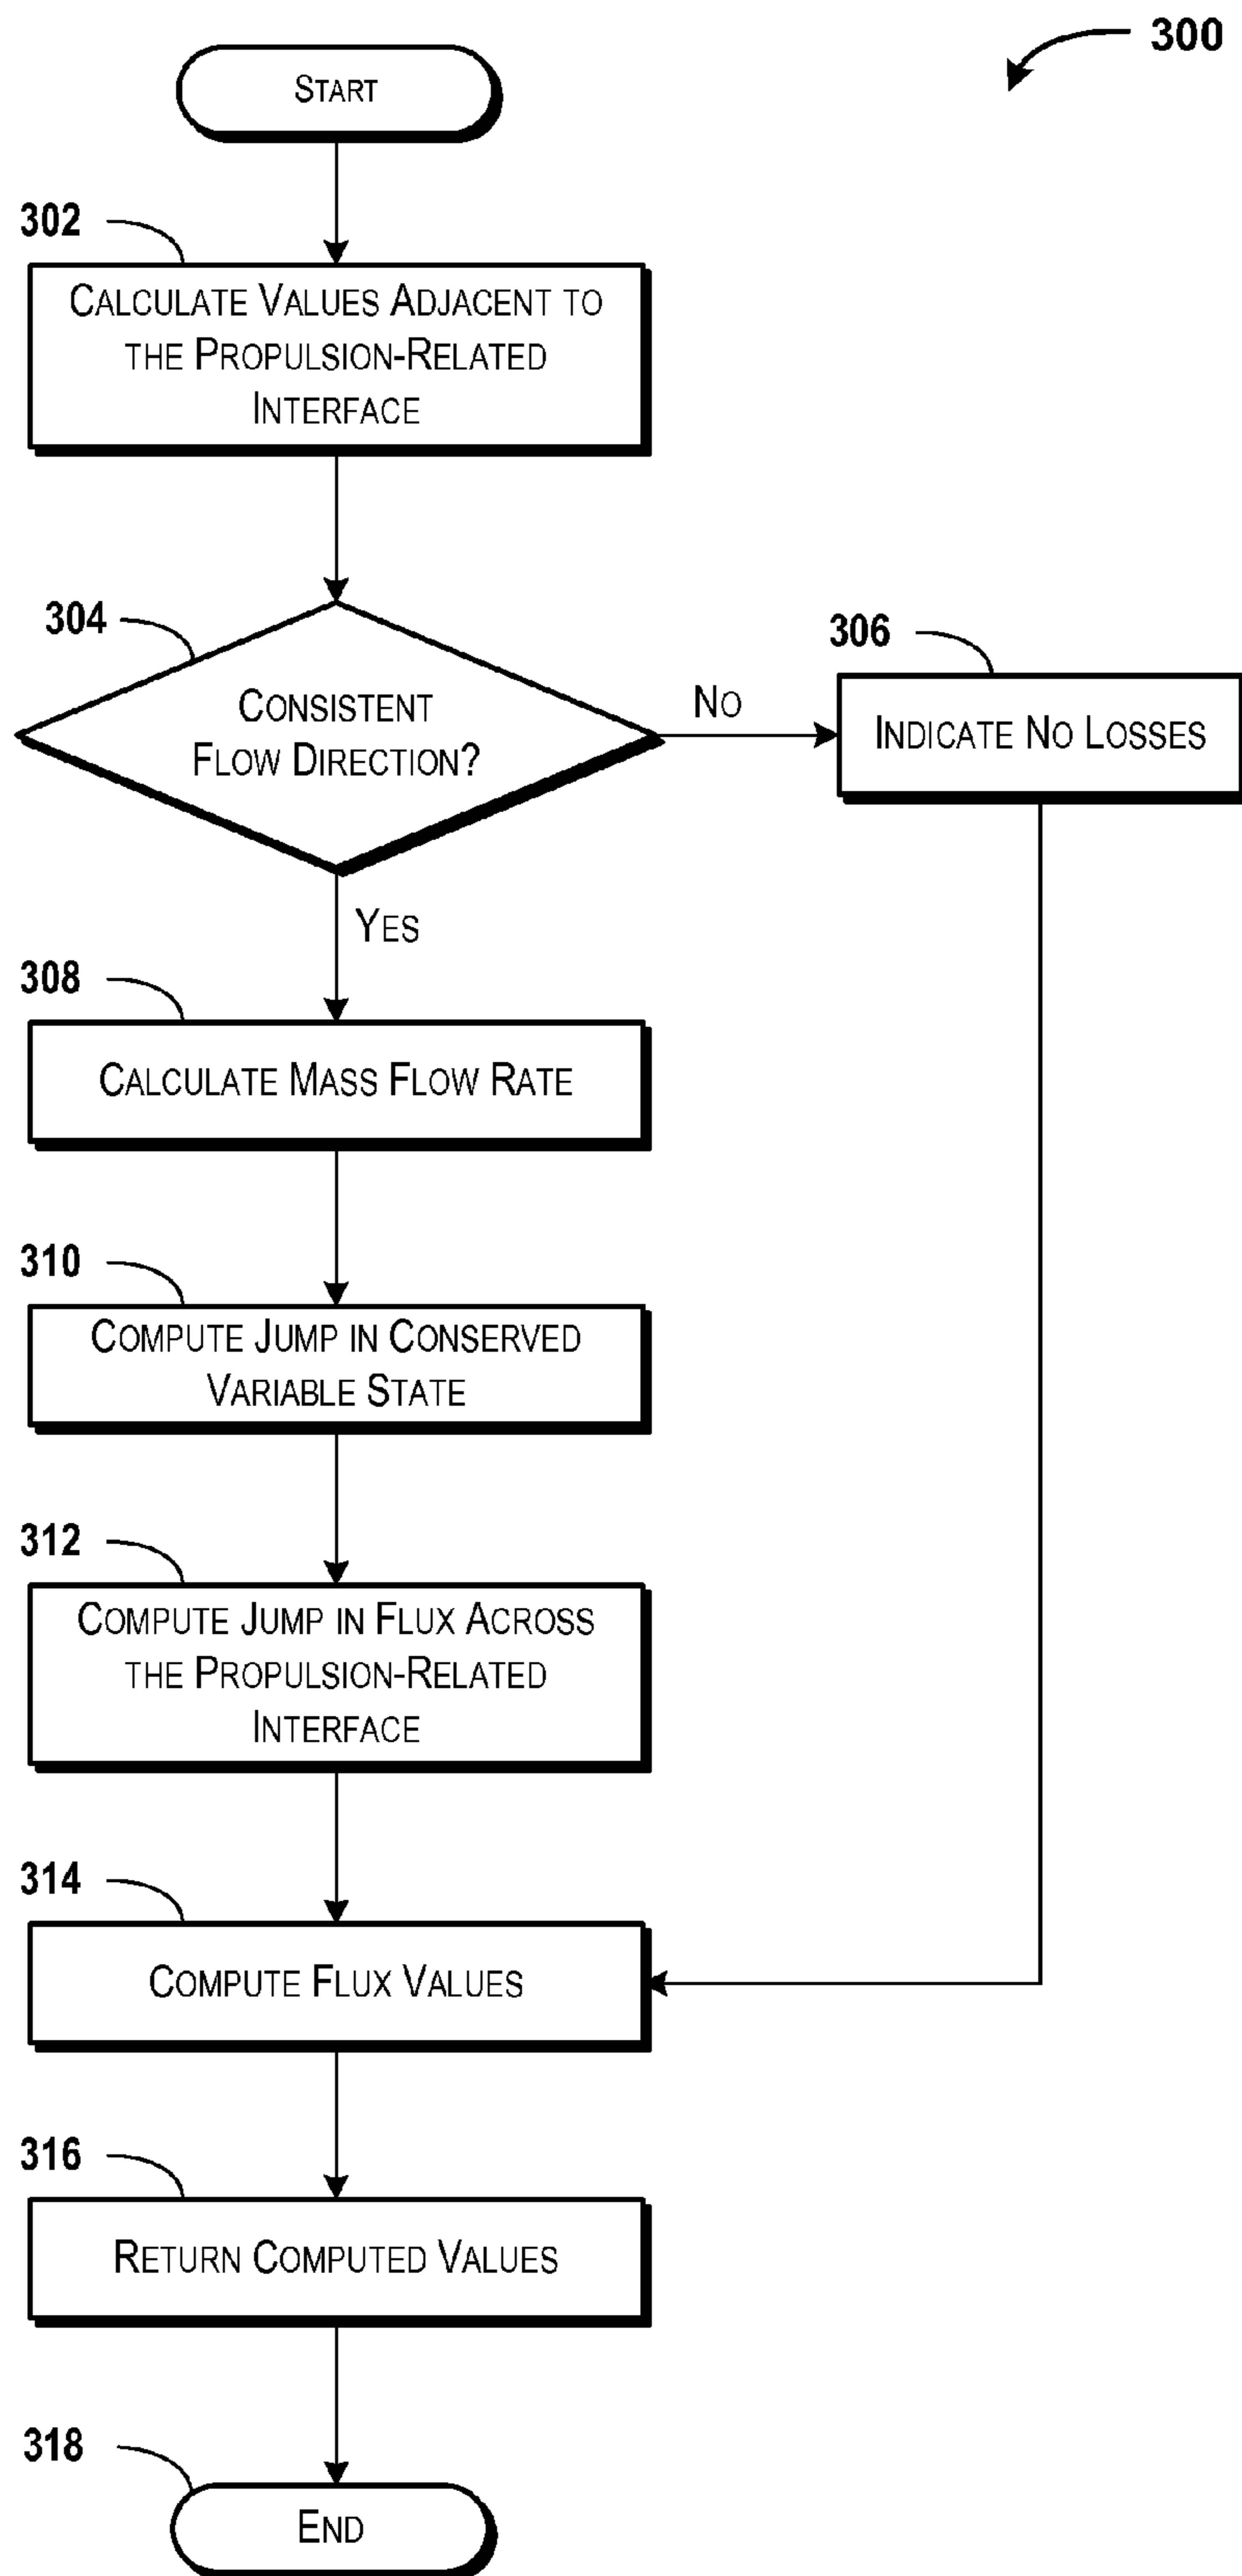 300
START
302
CALCULATE VALUES ADJACENT TO
THE PROPULSION-RELATED
INTERFACE
304
CONSISTENT
FLOW DIRECTION?
NO
306
INDICATE NO LOSSES
YES
308
CALCULATE MASS FLOW RATE
310
COMPUTE JUMP IN CONSERVED
VARIABLE STATE
312
COMPUTE JUMP IN FLUX ACROSS
THE PROPULSION-RELATED
INTERFACE
314
COMPUTE FLUX VALUES
316
RETURN COMPUTED VALUES
318
END